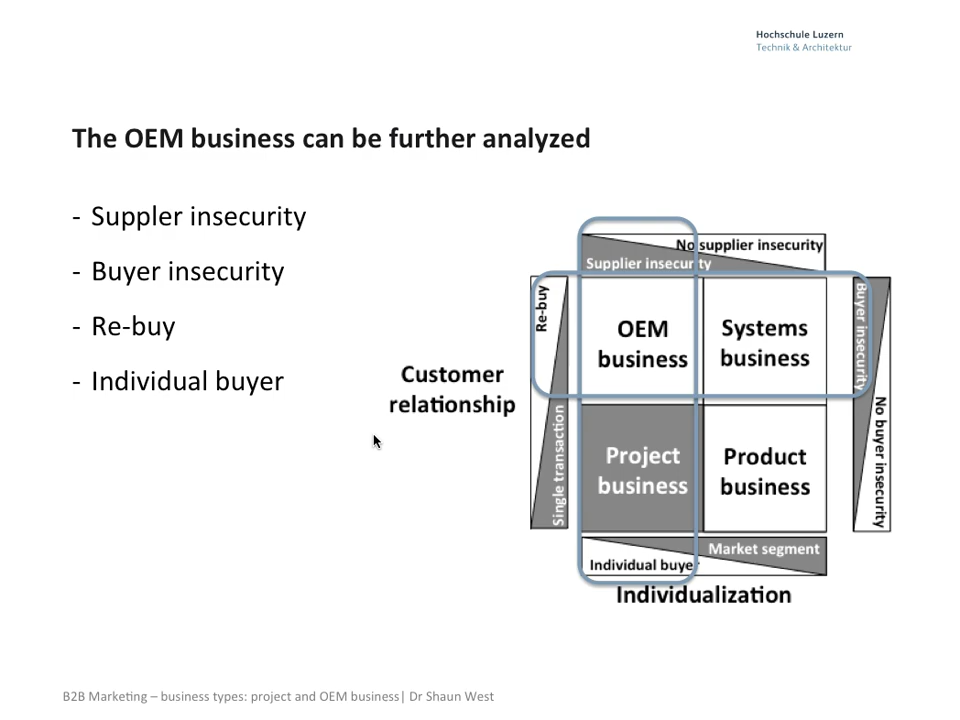 Hochschule Luzern
Technik & Architektur
The OEM business can be further analyzed
- Suppler insecurity
- Buyer insecurity
- Re-buy
- Individual buyer
No supplier insecurity
Supplier insecurity
Re-buy
Single transaction
Customer
relationship
OEM
business
Systems
business
Project
business
Product
business
Buyer insecurity
No buyer insecurity
Market segment
Individual buyer
Individualization
B2B Marketing – business types: project and OEM business| Dr Shaun West